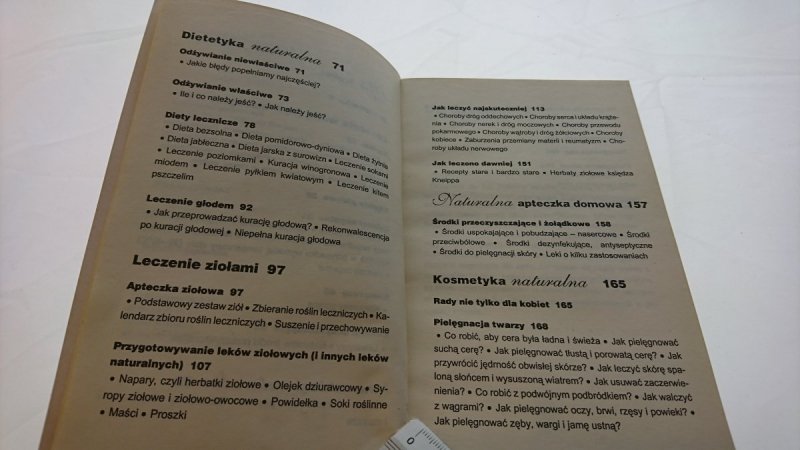 Dietetyka naturalna 71
Odżywianie niewłaściwe 71
• Jakie błędy popełniamy najczęściej?
Odżywianie właściwe 73
• Ile i co należy jeść? • Jak należy jeść?
Diety lecznicze 78
• Dieta bezsolna • Dieta pomidorowo-dyniowa • Dieta żytnia
• Dieta jabłeczna • Dieta jarska z surowizn • Leczenie sokami
• Leczenie poziomkami • Kuracja winogronowa • Leczenie
miodem • Leczenie pyłkiem kwiatowym • Leczenie kitem
pszczelim
Leczenie głodem 92
• Jak przeprowadzać kurację głodową? • Rekonwalescencja
po kuracji głodowej • Niepełna kuracja głodowa
Leczenie ziołami 97
Apteczka ziołowa 97
• Podstawowy zestaw ziół • Zbieranie roślin leczniczych • Ka-
lendarz zbioru roślin leczniczych • Suszenie i przechowywanie
Przygotowywanie leków ziołowych (i innych leków
naturalnych) 107
• Napary, czyli herbatki ziołowe • Olejek dziurawcowy • Sy-
ropy ziołowe i ziołowo-owocowe • Powidełka • Soki roślinne
• Maści • Proszki
Jak leczyć najskuteczniej 113
• Choroby dróg oddechowych • Choroby serca i układu krąże-
nia • Choroby nerek i dróg moczowych • Choroby przewodu
pokarmowego • Choroby wątroby i dróg żółciowych • Choroby
kobiece • Zaburzenia przemiany materii i reumatyzm • Cho-
roby układu nerwowego
Jak leczono dawniej 151
• Recepty stare i bardzo stare • Herbaty ziołowe księdza
Kneippa
Naturalna apteczka domowa 157
Środki przeczyszczające i żołądkowe 158
• Środki uspokajające i pobudzające – nasercowe • Środki
przeciwbólowe • Środki dezynfekujące, antyseptyczne
• Środki do pielęgnacji skóry • Leki o kilku zastosowaniach
Kosmetyka naturalna 165
Rady nie tylko dla kobiet 165
Pielęgnacja twarzy 168
• Co robić, aby cera była ładna i świeża • Jak pielęgnować
suchą cerę? • Jak pielęgnować tłustą i porowatą cerę? • Jak
przywrócić jędrność obwisłej skórze? • Jak leczyć skórę spa-
loną słońcem i wysuszoną wiatrem? • Jak usuwać zaczerwie-
nienia? • Co robić z podwójnym podbródkiem? • Jak walczyć
z wągrami? • Jak pielęgnować oczy, brwi, rzęsy i powieki? •
Jak pielęgnować zęby, wargi i jamę ustną?
0